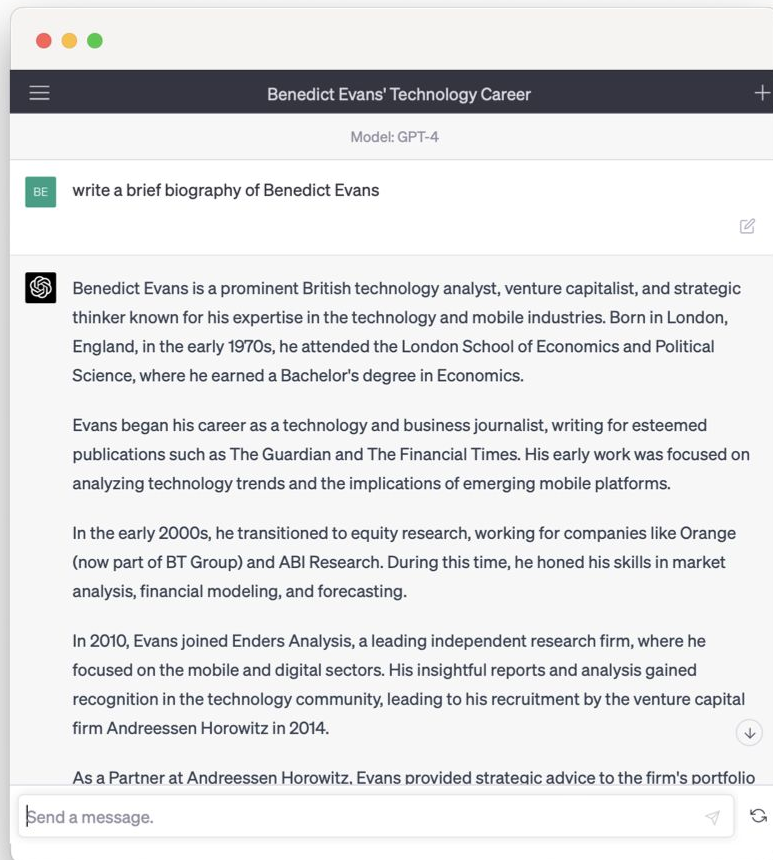 Benedict Evans' Technology Career
Model: GPT-4
BE
write a brief biography of Benedict Evans
Benedict Evans is a prominent British technology analyst, venture capitalist, and strategic
thinker known for his expertise in the technology and mobile industries. Born in London,
England, in the early 1970s, he attended the London School of Economics and Political
Science, where he earned a Bachelor's degree in Economics.
Evans began his career as a technology and business journalist, writing for esteemed
publications such as The Guardian and The Financial Times. His early work was focused on
analyzing technology trends and the implications of emerging mobile platforms.
In the early 2000s, he transitioned to equity research, working for companies like Orange
(now part of BT Group) and ABI Research. During this time, he honed his skills in market
analysis, financial modeling, and forecasting.
In 2010, Evans joined Enders Analysis, a leading independent research firm, where he
focused on the mobile and digital sectors. His insightful reports and analysis gained
recognition in the technology community, leading to his recruitment by the venture capital
firm Andreessen Horowitz in 2014.
As a Partner at Andreessen Horowitz, Evans provided strategic advice to the firm's portfolio
Send a message.